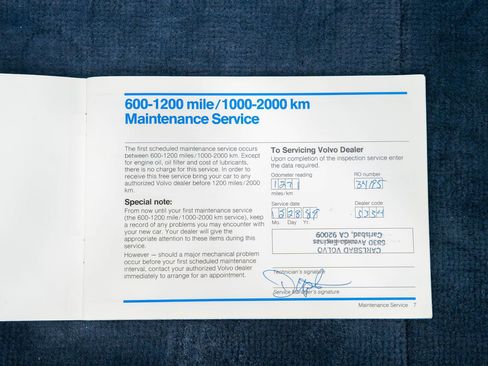 600-1200 mile/1000-2000 km
Maintenance Service
The first scheduled maintenance service occurs
between 600-1200 miles/1000-2000 km. Except
for engine oil, oil filter and cost of lubricants,
there is no charge for this service. In order to
receive this free service bring your car to any
authorized Volvo dealer before 1200 miles/2000
km.
Special note:
From now until your first maintenance service
(the 600-1200 mile/1000-2000 km service), keep
a record of any problems you may encounter with
your new car. Your dealer will give the
appropriate attention to these items during this
service.
However — should a major mechanical problem
occur before your first scheduled maintenance
interval, contact your authorized Volvo dealer
immediately to arrange for an appointment.
To Servicing Volvo Dealer
Upon completion of the inspection service enter
the data required.
Odometer reading
RO number
1371
miles/km
Service date
Dealer code
Mo. Day Yr.
CARLSBAD VOLVO
5830 Avenida Encinas
Carlsbad, CA 92009
Technician's signature
Service Manager's signature
Maintenance Service 7